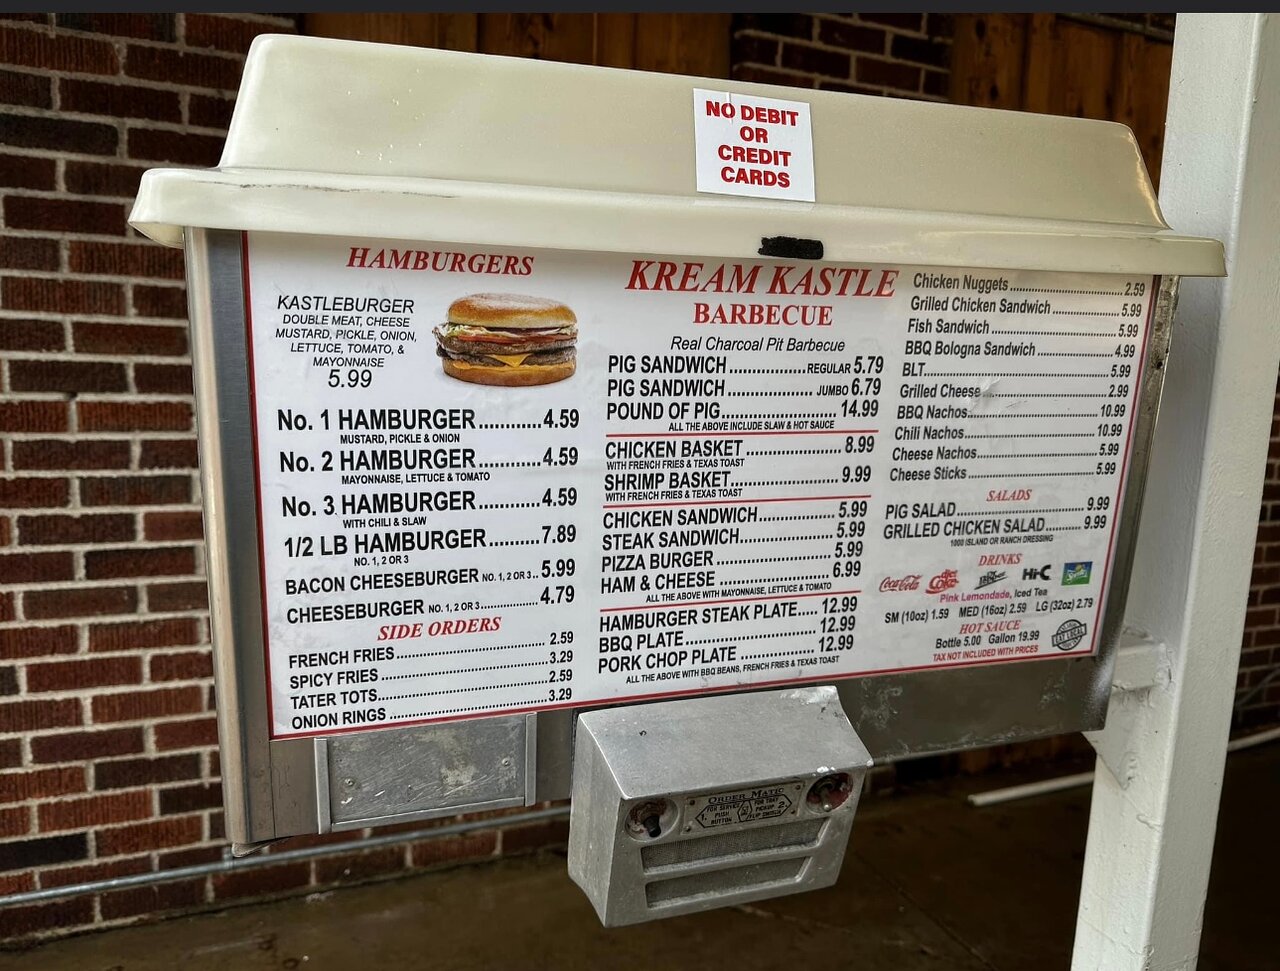 NO DEBIT
OR
CREDIT
CARDS
HAMBURGERS
KASTLEBURGER
DOUBLE MEAT, CHEESE
MUSTARD, PICKLE, ONION,
LETTUCE, TOMATO, &
MAYONNAISE
5.99
No. 1 HAMBURGER............4.59
MUSTARD, PICKLE & ONION
No. 2 HAMBURGER............4.59
MAYONNAISE, LETTUCE & TOMATO
No. 3 HAMBURGER............4.59
WITH CHILI & SLAW
1/2 LB HAMBURGER..........7.89
NO. 1, 2 OR 3
BACON CHEESEBURGER NO. 1, 2 OR 3.. 5.99
CHEESEBURGER NO. 1, 2 OR 3............... 4.79
SIDE ORDERS
FRENCH FRIES........................................2.59
SPICY FRIES ...........................................3.29
TATER TOTS............................................2.59
ONION RINGS .........................................3.29
KREAM KASTLE
BARBECUE
Real Charcoal Pit Barbecue
PIG SANDWICH ...............REGULAR 5.79
PIG SANDWICH ..................JUMBO 6.79
POUND OF PIG.......................14.99
ALL THE ABOVE INCLUDE SLAW & HOT SAUCE
CHICKEN BASKET ....................8.99
WITH FRENCH FRIES & TEXAS TOAST
SHRIMP BASKET.......................9.99
WITH FRENCH FRIES & TEXAS TOAST
CHICKEN SANDWICH................5.99
STEAK SANDWICH...................5.99
PIZZA BURGER ........................5.99
HAM & CHEESE .......................6.99
ALL THE ABOVE WITH MAYONNAISE, LETTUCE & TOMATO
HAMBURGER STEAK PLATE..... 12.99
BBQ PLATE............................. 12.99
PORK CHOP PLATE ................. 12.99
ALL THE ABOVE WITH BBQ BEANS, FRENCH FRIES & TEXAS TOAST
Chicken Nuggets.................................2.59
Grilled Chicken Sandwich ....................5.99
Fish Sandwich .....................................5.99
BBQ Bologna Sandwich ......................4.99
BLT......................................................5.99
Grilled Cheese.....................................2.99
BBQ Nachos.......................................10.99
Chili Nachos.......................................10.99
Cheese Nachos....................................5.99
Cheese Sticks......................................5.99
SALADS
PIG SALAD....................................9.99
GRILLED CHICKEN SALAD.......... 9.99
1000 ISLAND OR RANCH DRESSING
DRINKS
Coca-Cola diet Coke Hi-C Sprite
Pink Lemonade, Iced Tea
SM (10oz) 1.59 MED (16oz) 2.59 LG (32oz) 2.79
HOT SAUCE
Bottle 5.00 Gallon 19.99
TAX NOT INCLUDED WITH PRICES
EAT LOCAL
ORDER MATIC
1. FOR SERVICE PUSH BUTTON